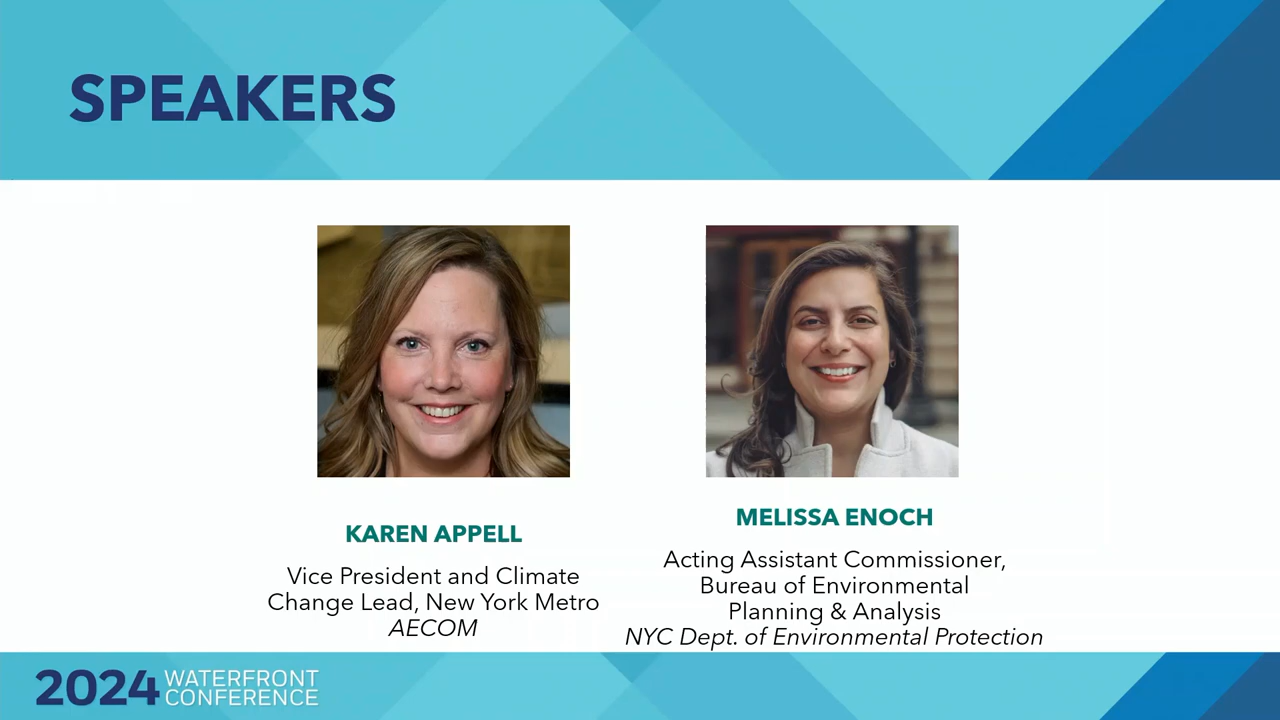 SPEAKERS
KAREN APPELL
Vice President and Climate
Change Lead, New York Metro
AECOM
MELISSA ENOCH
Acting Assistant Commissioner,
Bureau of Environmental
Planning & Analysis
NYC Dept. of Environmental Protection
2024 WATERFRONT
CONFERENCE